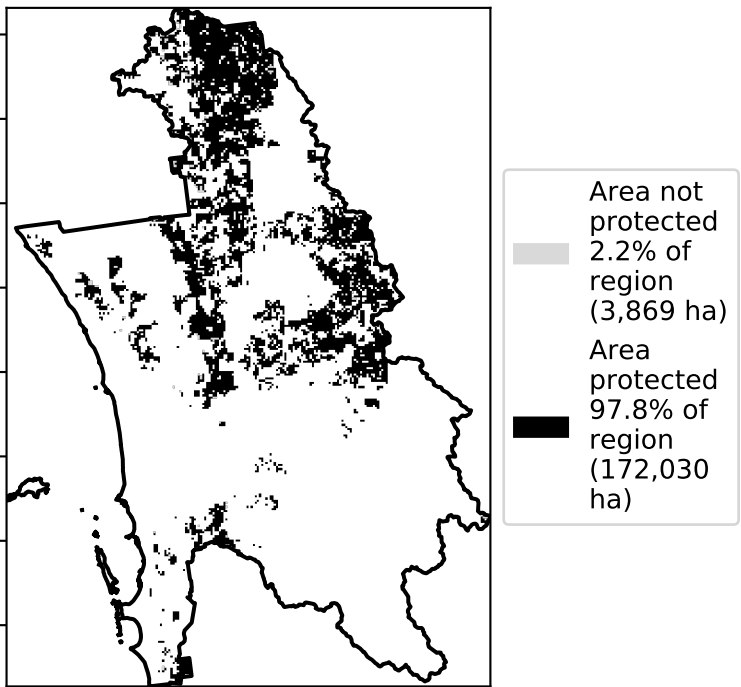 Area not
protected
2.2% of
region
(3,869 ha)
Area
protected
97.8% of
region
(172,030
ha)